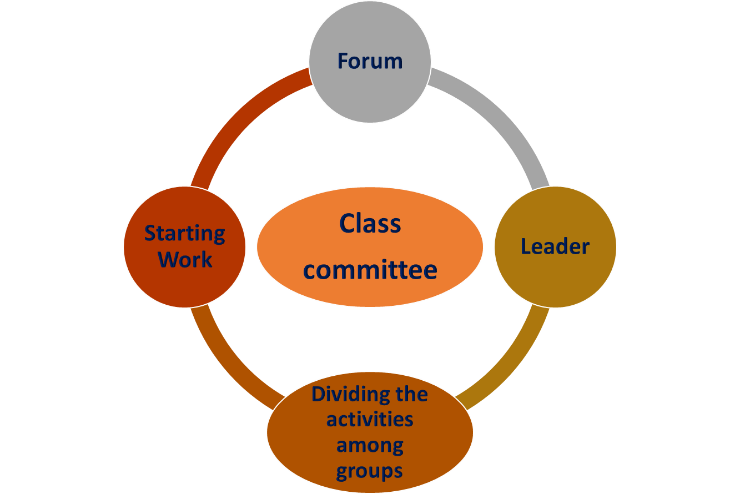 Forum
Starting
Work
Class
committee
Leader
Dividing the
activities
among
groups